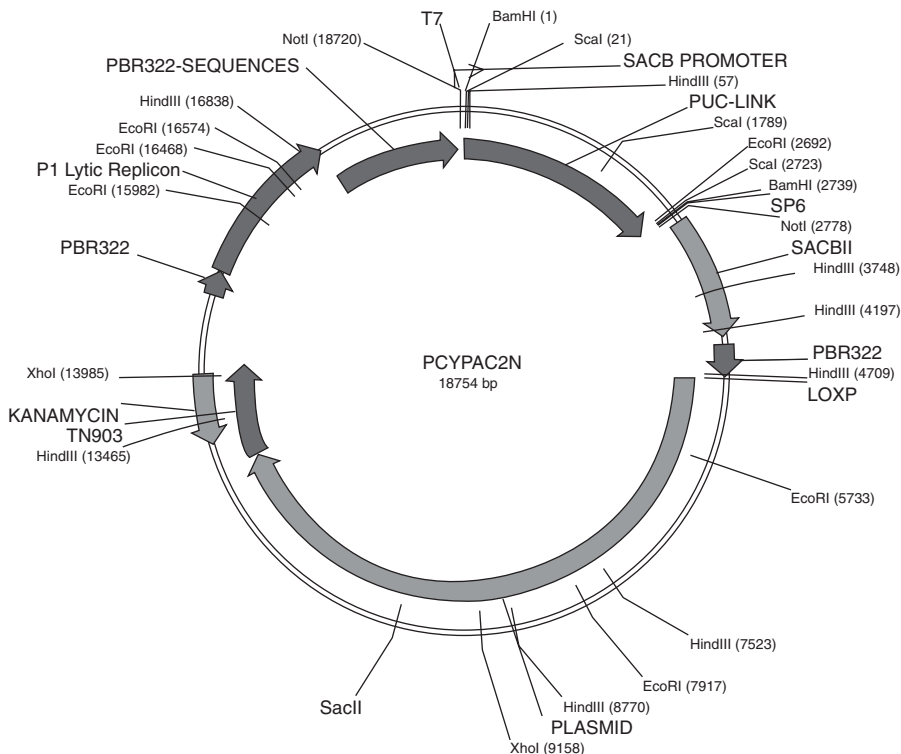 T7
BamHI (1)
NotI (18720)
ScaI (21)
PBR322-SEQUENCES
SACB PROMOTER
HindIII (57)
HindIII (16838)
PUC-LINK
ScaI (1789)
EcoRI (16574)
EcoRI (2692)
EcoRI (16468)
ScaI (2723)
P1 Lytic Replicon
BamHI (2739)
EcoRI (15982)
SP6
NotI (2778)
PBR322
SACBII
HindIII (3748)
HindIII (4197)
PCYPAC2N
18754 bp
PBR322
XhoI (13985)
HindIII (4709)
LOXP
KANAMYCIN
TN903
HindIII (13465)
EcoRI (5733)
HindIII (7523)
EcoRI (7917)
SacII
HindIII (8770)
PLASMID
XhoI (9158)